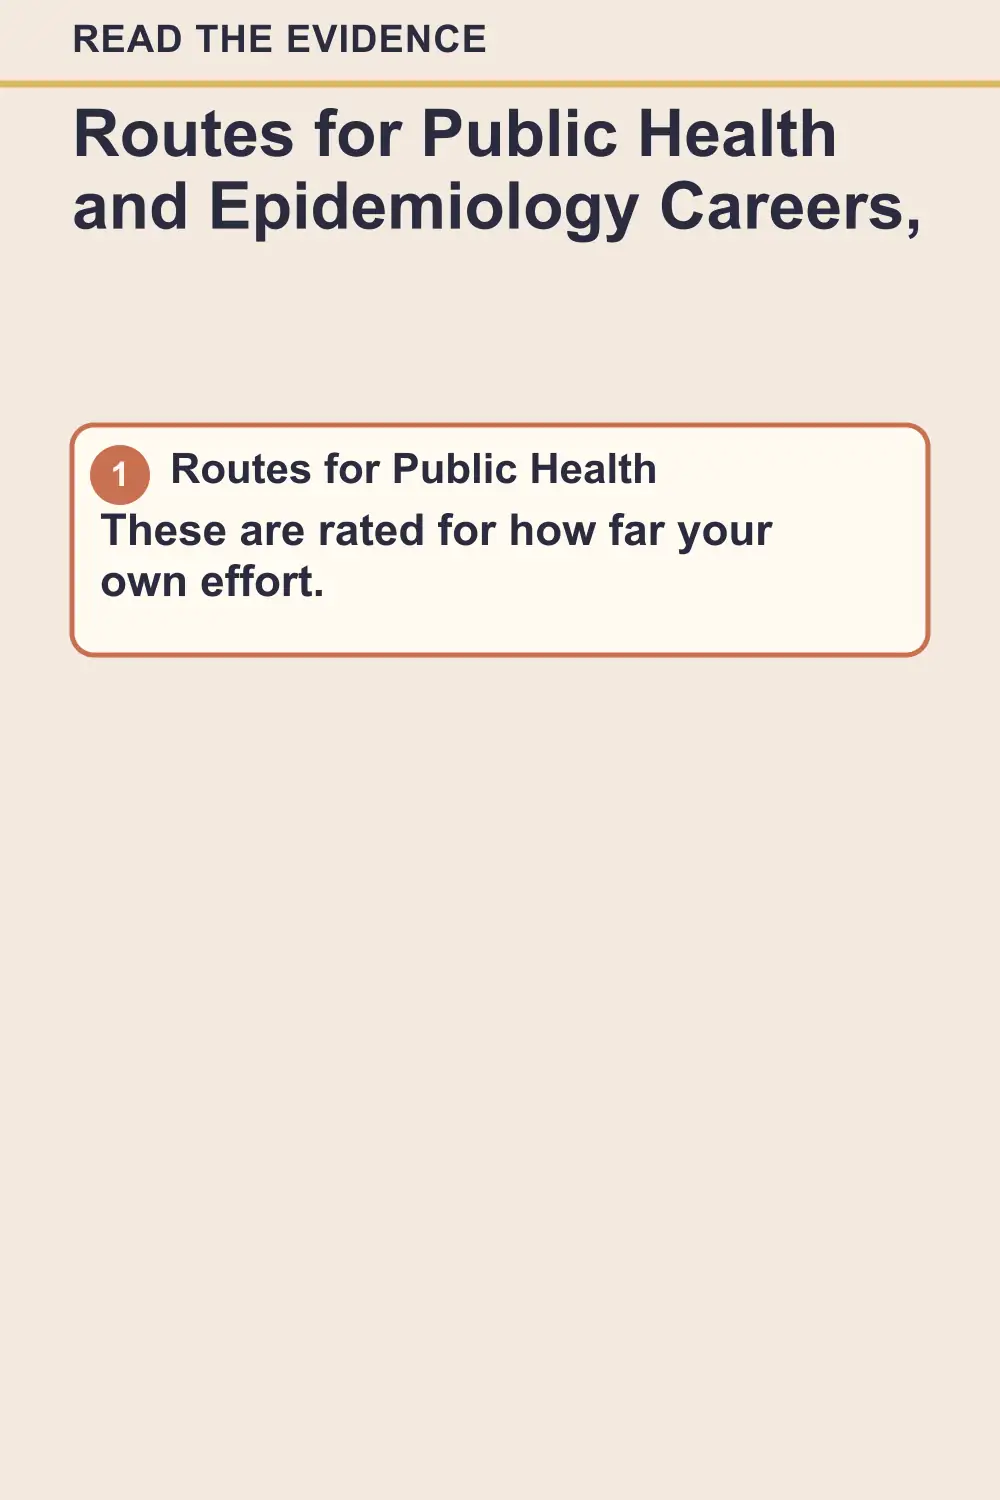 READ THE EVIDENCE
Routes for Public Health
and Epidemiology Careers,
1 Routes for Public Health
These are rated for how far your
own effort.